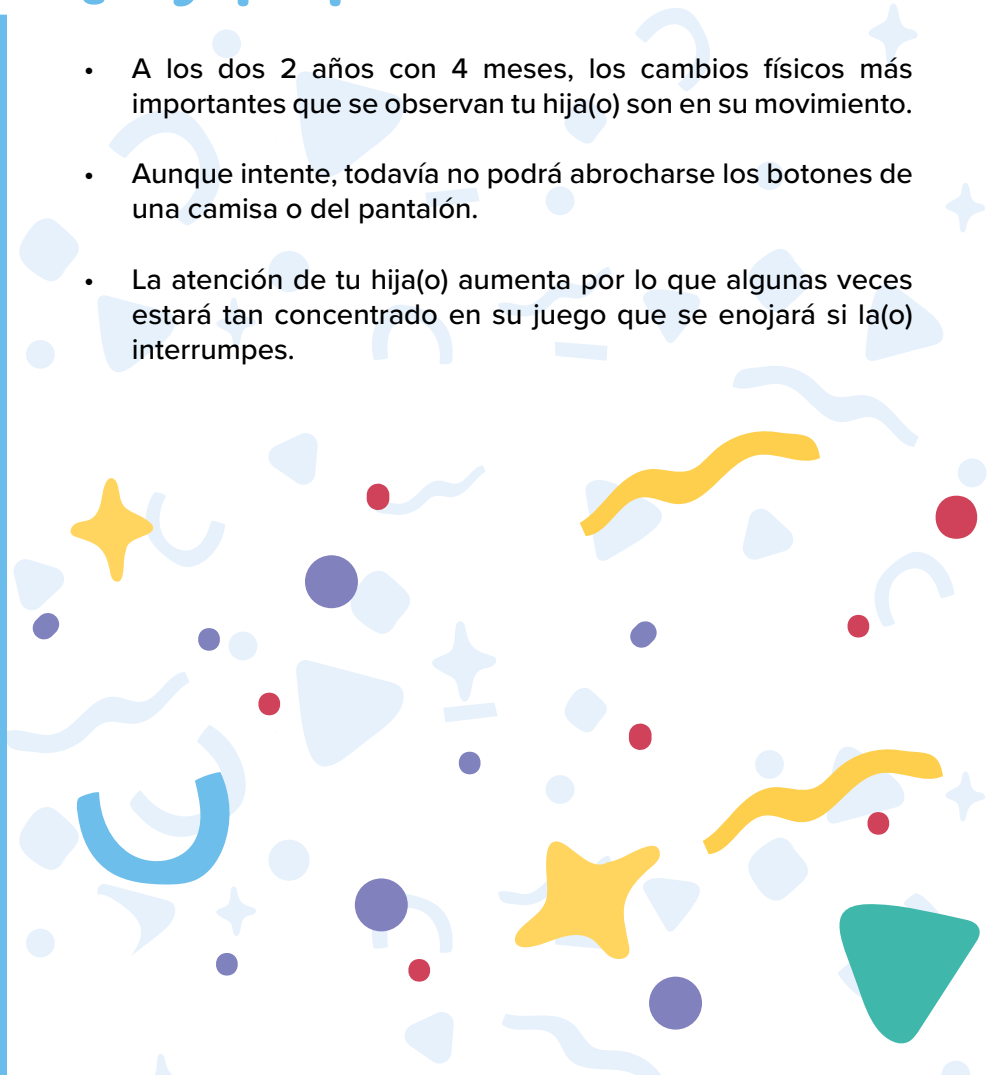 • A los dos 2 años con 4 meses, los cambios físicos más
importantes que se observan tu hija(o) son en su movimiento.
• Aunque intente, todavía no podrá abrocharse los botones de
una camisa o del pantalón.
• La atención de tu hija(o) aumenta por lo que algunas veces
estará tan concentrado en su juego que se enojará si la(o)
interrumpes.